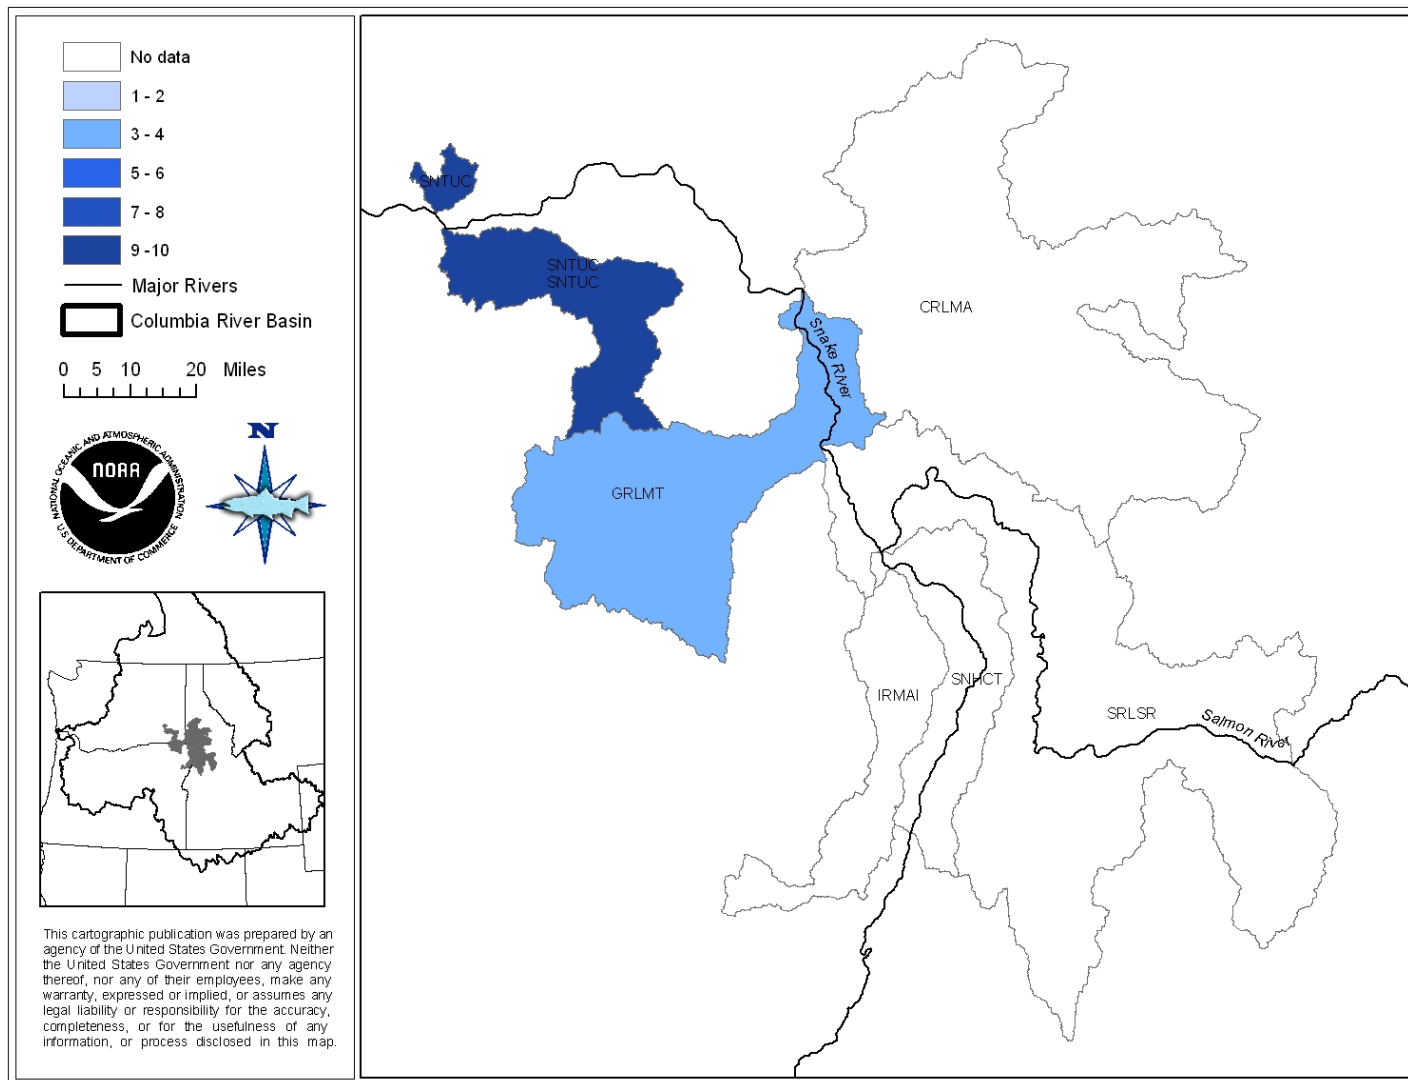 No data
1 - 2
3 - 4
5 - 6
7 - 8
9 -10
Major Rivers
Columbia River Basin
0 5 10 20 Miles
NATIONAL OCEANIC AND ATMOSPHERIC ADMINISTRATION
NOAA
U.S. DEPARTMENT OF COMMERCE
N
This cartographic publication was prepared by an
agency of the United States Government. Neither
the United States Government nor any agency
thereof, nor any of their employees, make any
warranty, expressed or implied, or assumes any
legal liability or responsibility for the accuracy,
completeness, or for the usefulness of any
information, or process disclosed in this map.
SNTUC
SNTUC
SNTUC
CRLMA
Snake River
GRLMT
IRMAI
SNHCT
SRLSR
Salmon River